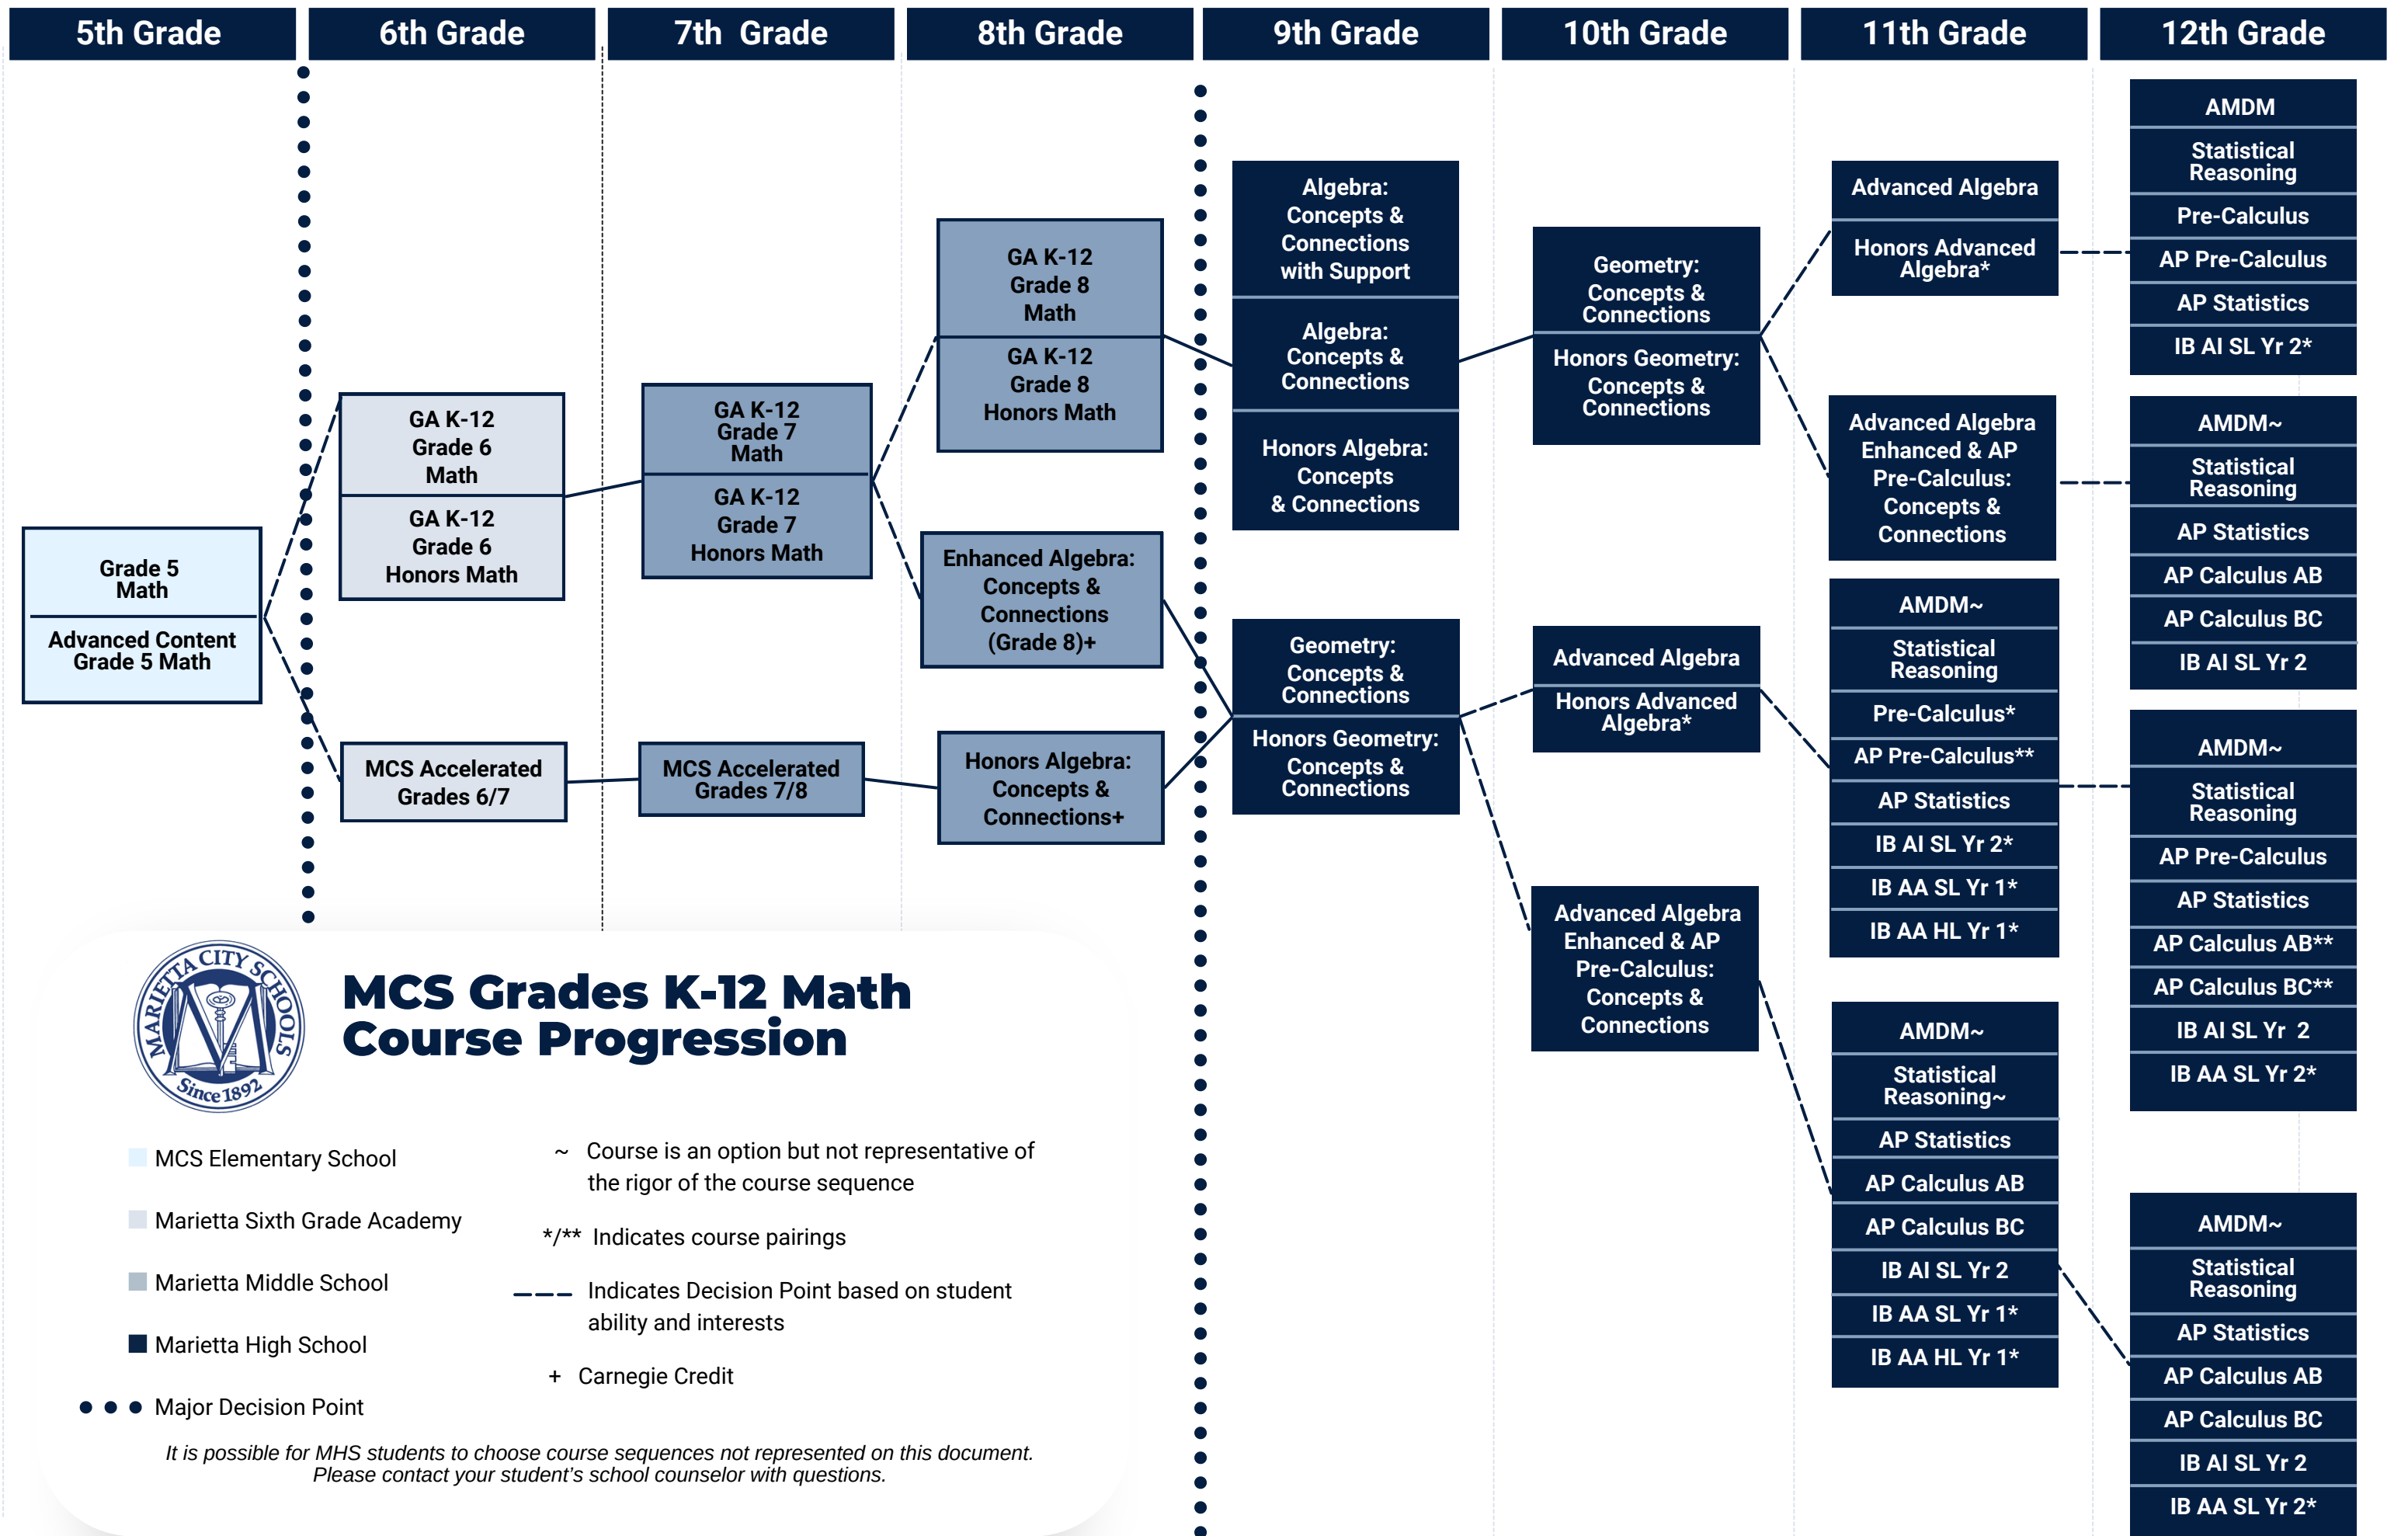 5th Grade
6th Grade
7th  Grade
8th Grade
9th Grade
10th Grade
11th Grade
12th Grade
Grade 5
Math
Advanced Content
Grade 5 Math
GA K-12
Grade 6
Math
GA K-12
Grade 6
Honors Math
MCS Accelerated
Grades 6/7
GA K-12
Grade 7
Math
GA K-12
Grade 7
Honors Math
MCS Accelerated
Grades 7/8
GA K-12
Grade 8
Math
GA K-12
Grade 8
Honors Math
Enhanced Algebra:
Concepts &
Connections
(Grade 8)+
Honors Algebra:
Concepts &
Connections+
Algebra:
Concepts &
Connections
with Support
Algebra:
Concepts &
Connections
Honors Algebra:
Concepts
& Connections
Geometry:
Concepts &
Connections
Honors Geometry:
Concepts &
Connections
Geometry:
Concepts &
Connections
Honors Geometry:
Concepts &
Connections
Advanced Algebra
Honors Advanced
Algebra*
Advanced Algebra
Enhanced & AP
Pre-Calculus:
Concepts &
Connections
Advanced Algebra
Honors Advanced
Algebra*
Advanced Algebra
Enhanced & AP
Pre-Calculus:
Concepts &
Connections
AMDM~
Statistical
Reasoning
Pre-Calculus*
AP Pre-Calculus**
AP Statistics
IB AI SL Yr 2*
IB AA SL Yr 1*
IB AA HL Yr 1*
AMDM~
Statistical
Reasoning~
AP Statistics
AP Calculus AB
AP Calculus BC
IB AI SL Yr 2
IB AA SL Yr 1*
IB AA HL Yr 1*
AMDM
Statistical
Reasoning
Pre-Calculus
AP Pre-Calculus
AP Statistics
IB AI SL Yr 2*
AMDM~
Statistical
Reasoning
AP Statistics
AP Calculus AB
AP Calculus BC
IB AI SL Yr 2
AMDM~
Statistical
Reasoning
AP Pre-Calculus
AP Statistics
AP Calculus AB**
AP Calculus BC**
IB AI SL Yr  2
IB AA SL Yr 2*
AMDM~
Statistical
Reasoning
AP Statistics
AP Calculus AB
AP Calculus BC
IB AI SL Yr 2
IB AA SL Yr 2*
MARIETTA CITY SCHOOLS
Since 1892
MCS Grades K-12 Math
Course Progression
MCS Elementary School
Marietta Sixth Grade Academy
Marietta Middle School
Marietta High School
Major Decision Point
~ Course is an option but not representative of
the rigor of the course sequence
*/** Indicates course pairings
Indicates Decision Point based on student
ability and interests
+ Carnegie Credit
It is possible for MHS students to choose course sequences not represented on this document.
Please contact your student's school counselor with questions.